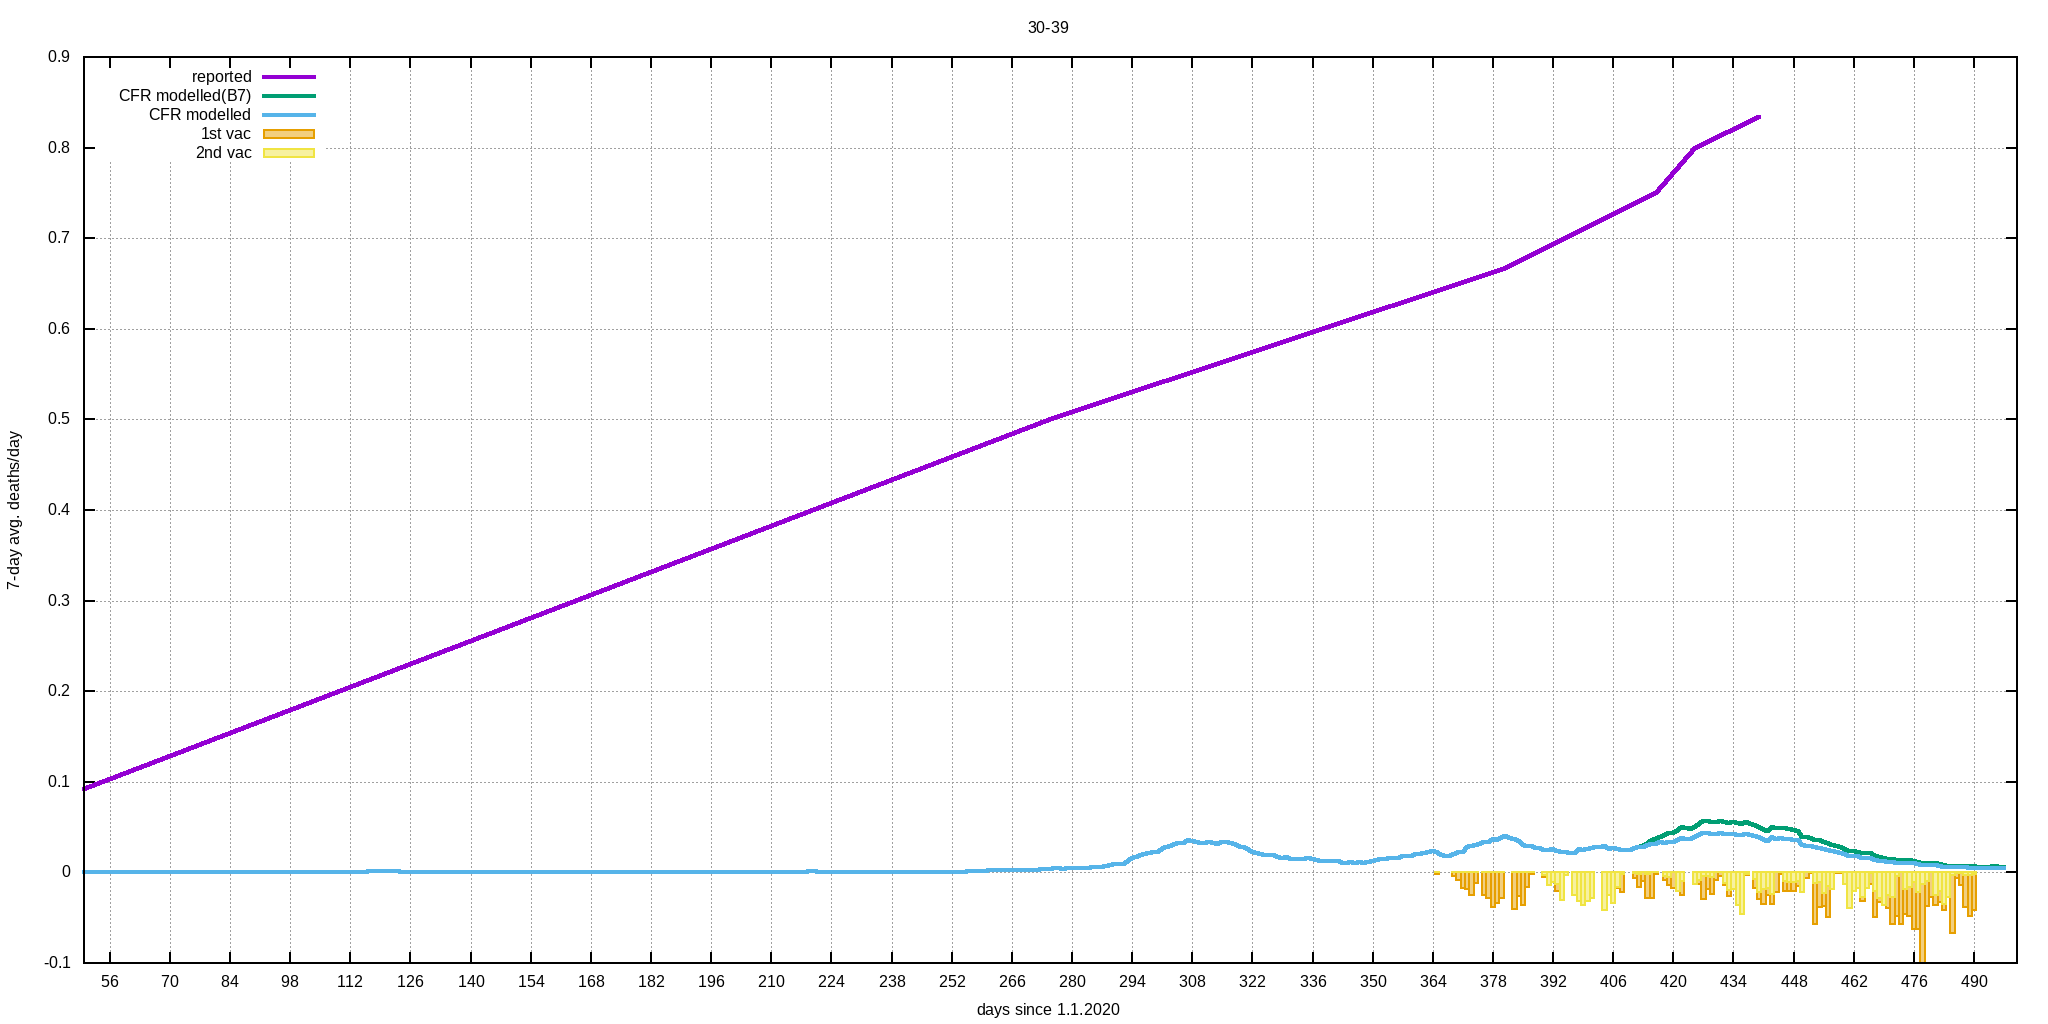 30-39
reported
CFR modelled(B7)
CFR modelled
1st vac
2nd vac
0.9
0.8
0.7
0.6
0.5
0.4
0.3
0.2
0.1
0
-0.1
7-day avg. deaths/day
56 70 84 98 112 126 140 154 168 182 196 210 224 238 252 266 280 294 308 322 336 350 364 378 392 406 420 434 448 462 476 490
days since 1.1.2020